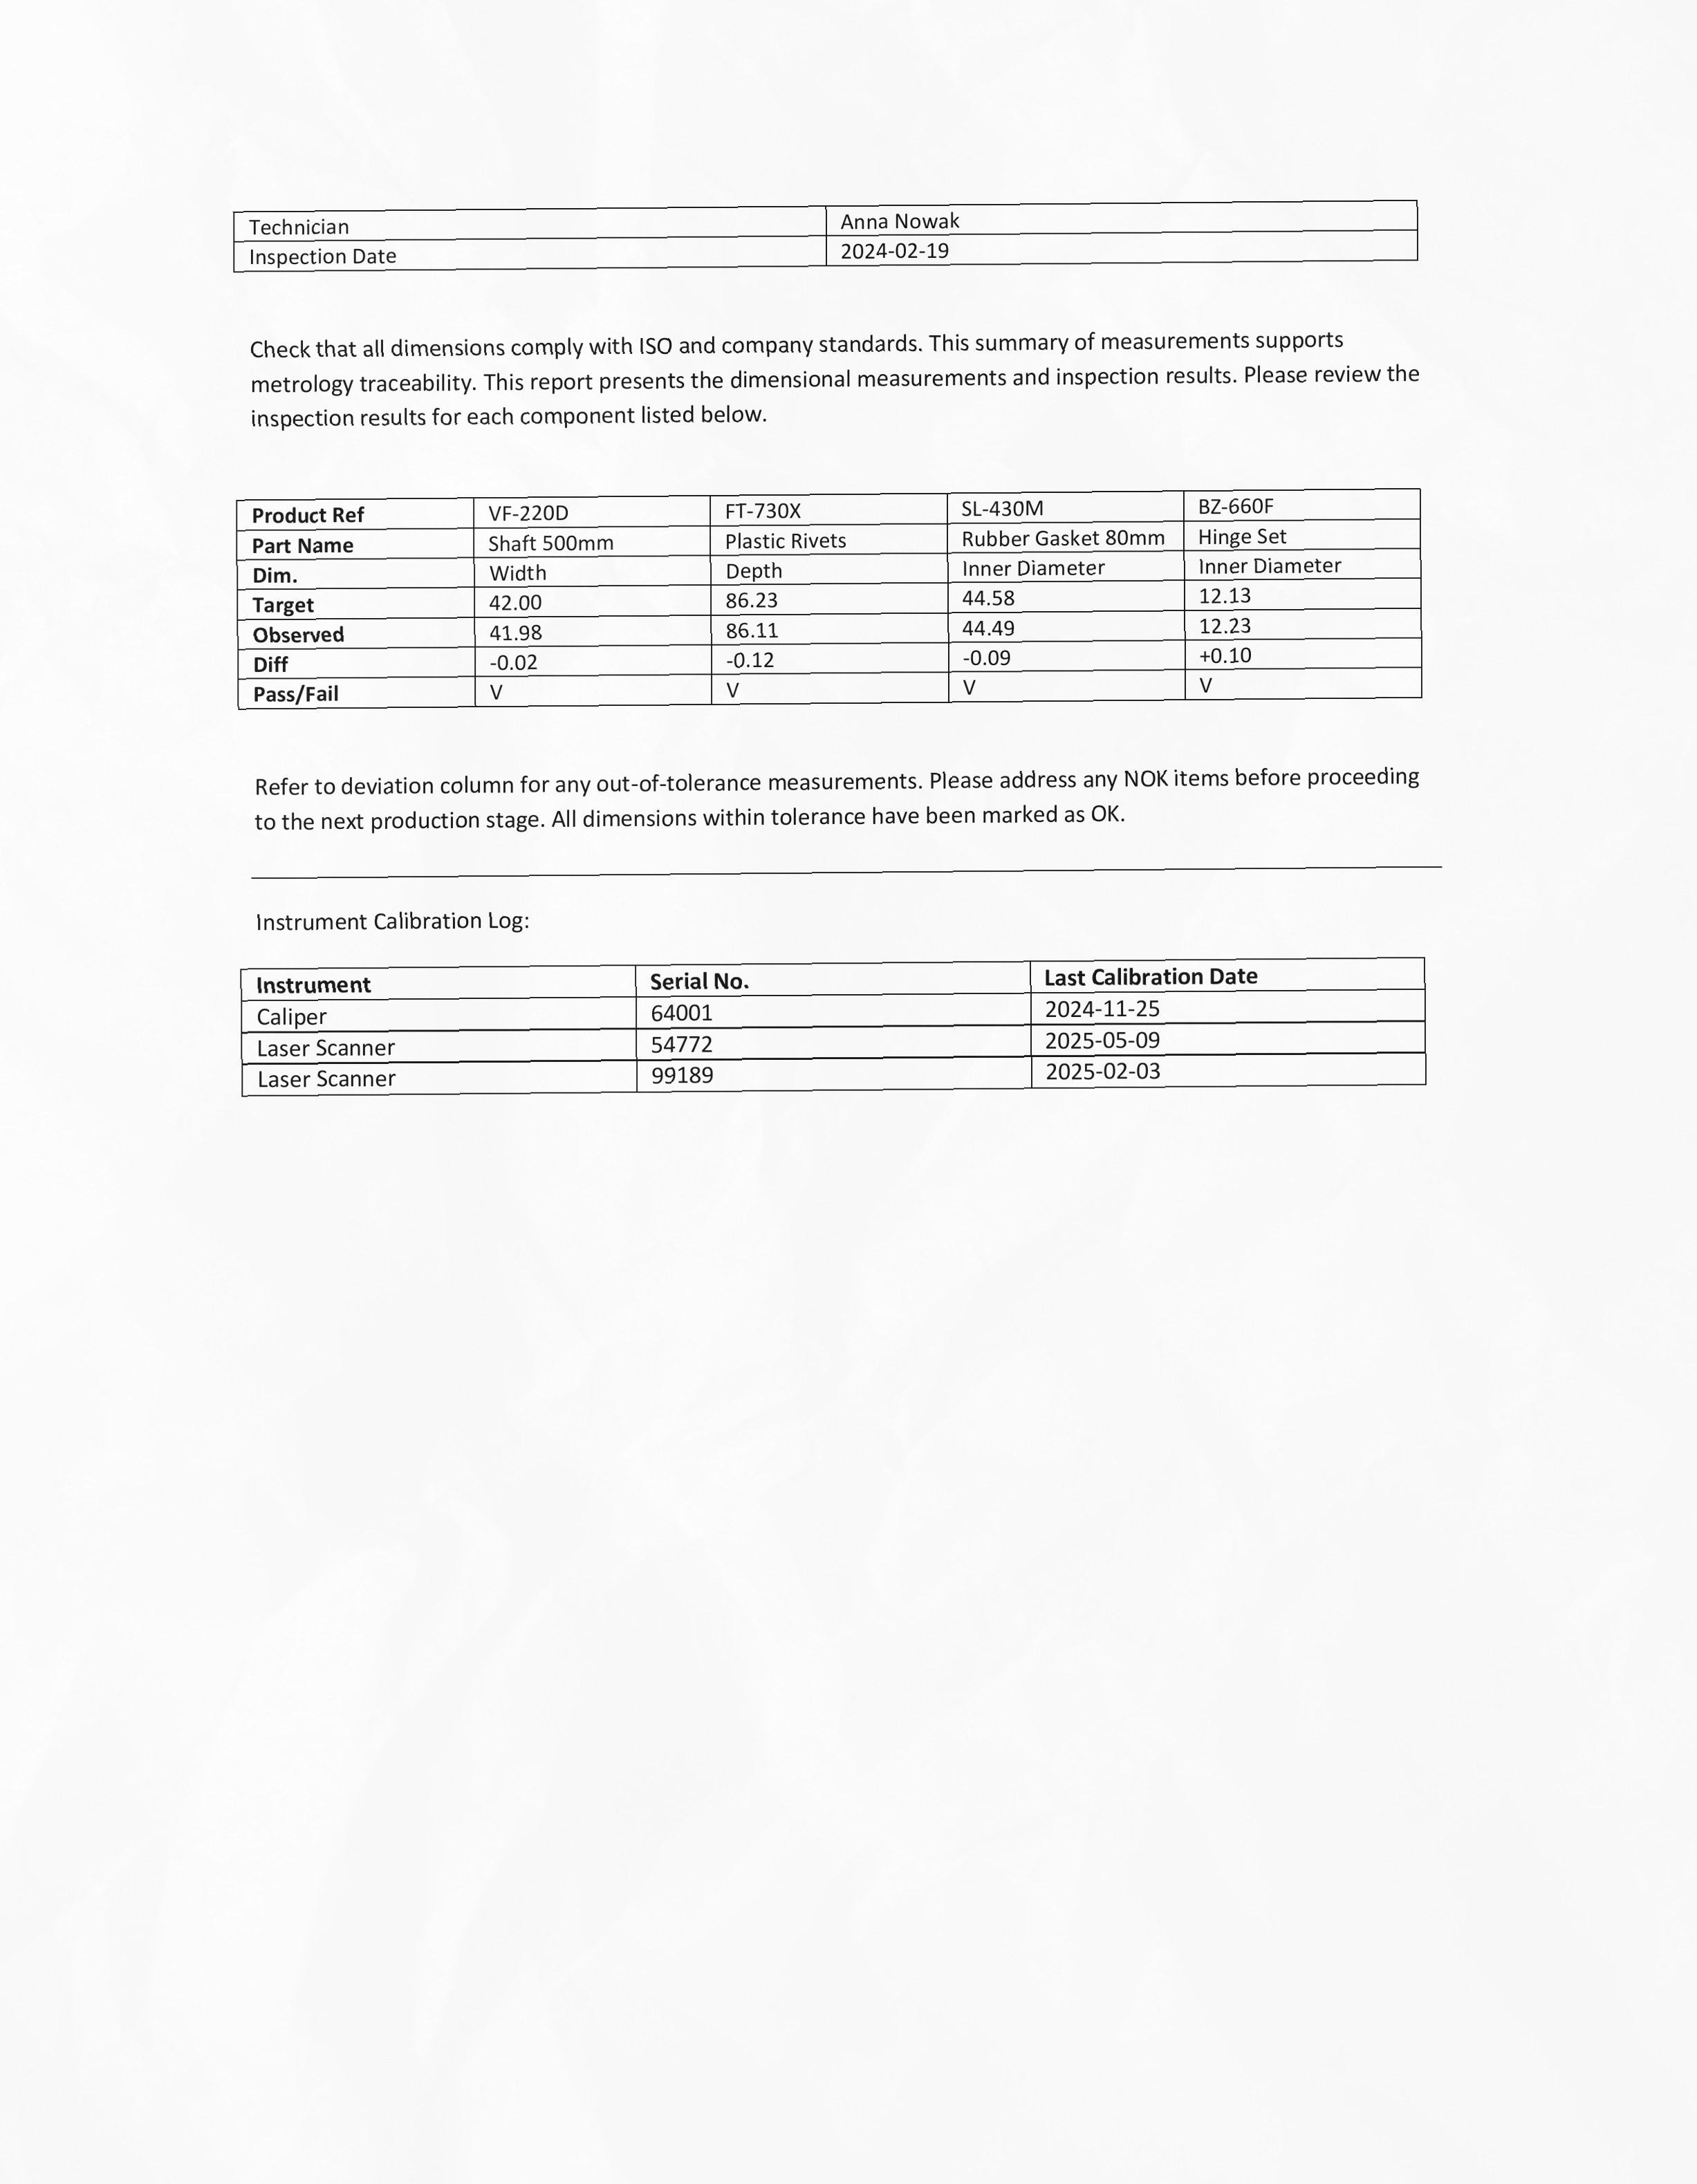 Technician Anna Nowak
Inspection Date 2024-02-19
Check that all dimensions comply with ISO and company standards. This summary of measurements supports
metrology traceability. This report presents the dimensional measurements and inspection results. Please review the
inspection results for each component listed below.
Product Ref VF-220D FT-730X SL-430M BZ-660F
Part Name Shaft 500mm Plastic Rivets Rubber Gasket 80mm Hinge Set
Dim. Width Depth Inner Diameter Inner Diameter
Target 42.00 86.23 44.58 12.13
Observed 41.98 86.11 44.49 12.23
Diff -0.02 -0.12 -0.09 +0.10
Pass/Fail V V V V
Refer to deviation column for any out-of-tolerance measurements. Please address any NOK items before proceeding
to the next production stage. All dimensions within tolerance have been marked as OK.
Instrument Calibration Log:
Instrument Serial No. Last Calibration Date
Caliper 64001 2024-11-25
Laser Scanner 54772 2025-05-09
Laser Scanner 99189 2025-02-03